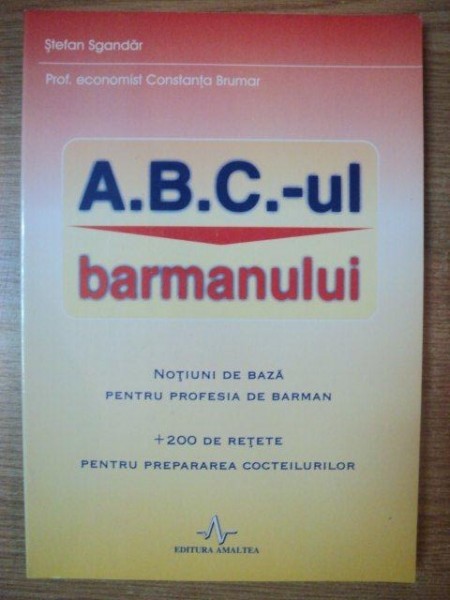 Ștefan Sgandăr
Prof. economist Constanța Brumar
A.B.C.-ul
barmanului
NOȚIUNI DE BAZĂ
PENTRU PROFESIA DE BARMAN
+200 DE REȚETE
PENTRU PREPARAREA COCTEILURILOR
EDITURA AMALTEA